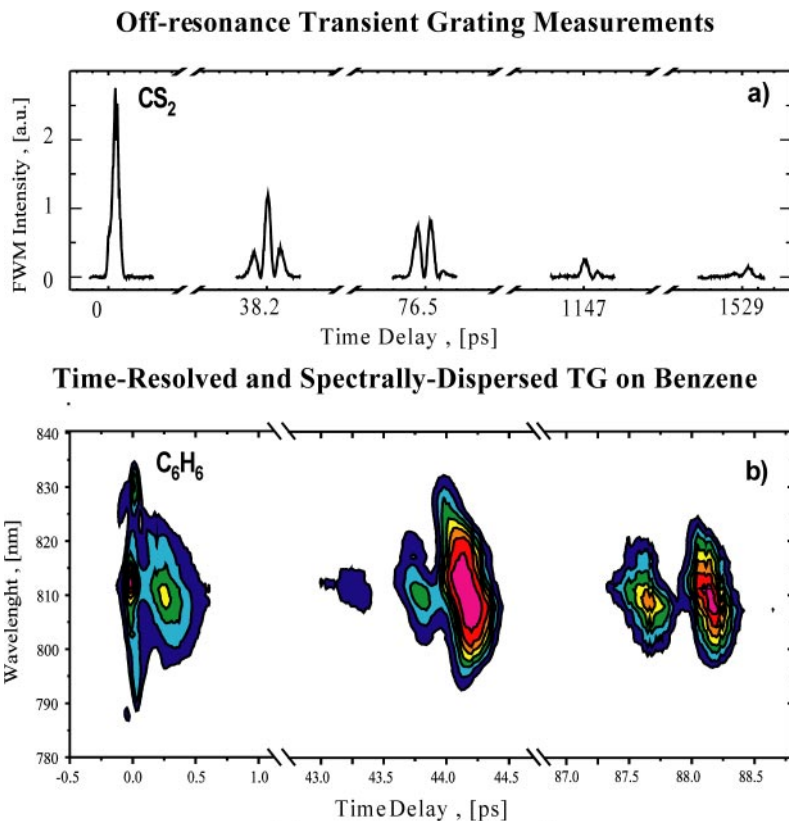 Off-resonance Transient Grating Measurements
CS2
a)
FWM Intensity , [a.u.]
2
1
0
0 38.2 76.5 1147 1529
Time Delay , [ps]
Time-Resolved and Spectrally-Dispersed TG on Benzene
C6H6
b)
Wavelenght , [nm]
840
830
820
810
800
790
780
-0.5 0.0 0.5 1.0 43.0 43.5 44.0 44.5 87.0 87.5 88.0 88.5
Time Delay , [ps]